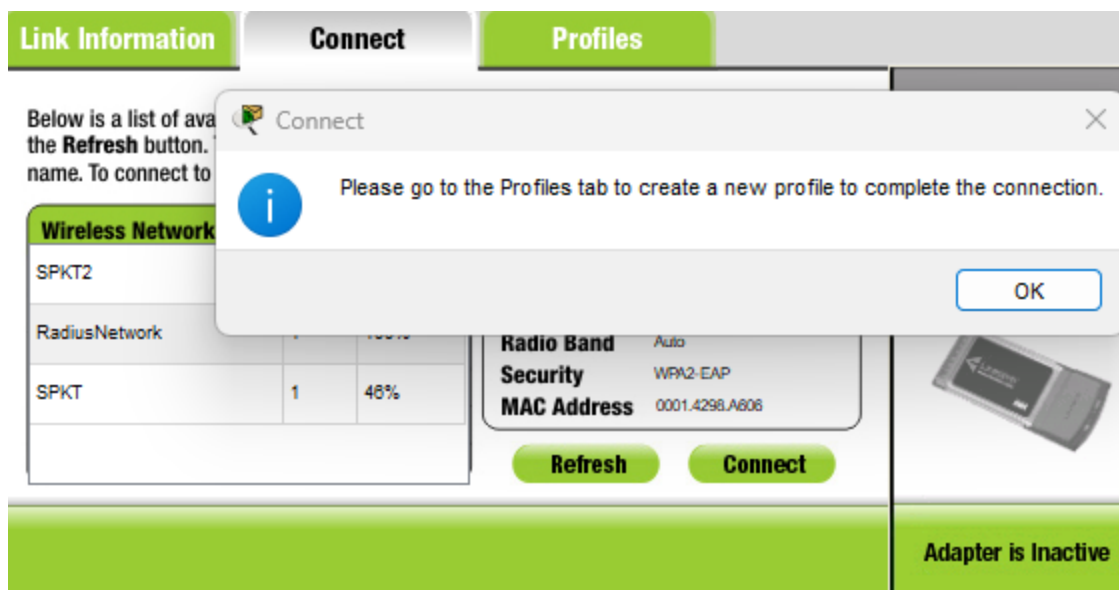 Link Information
Connect
Profiles
Below is a list of ava
the Refresh button.
name. To connect to
Connect
Please go to the Profiles tab to create a new profile to complete the connection.
OK
Wireless Network
SPKT2
RadiusNetwork
SPKT 1 46%
Radio Band Auto
Security WPA2-EAP
MAC Address 0001.4298.A606
Refresh
Connect
Adapter is Inactive